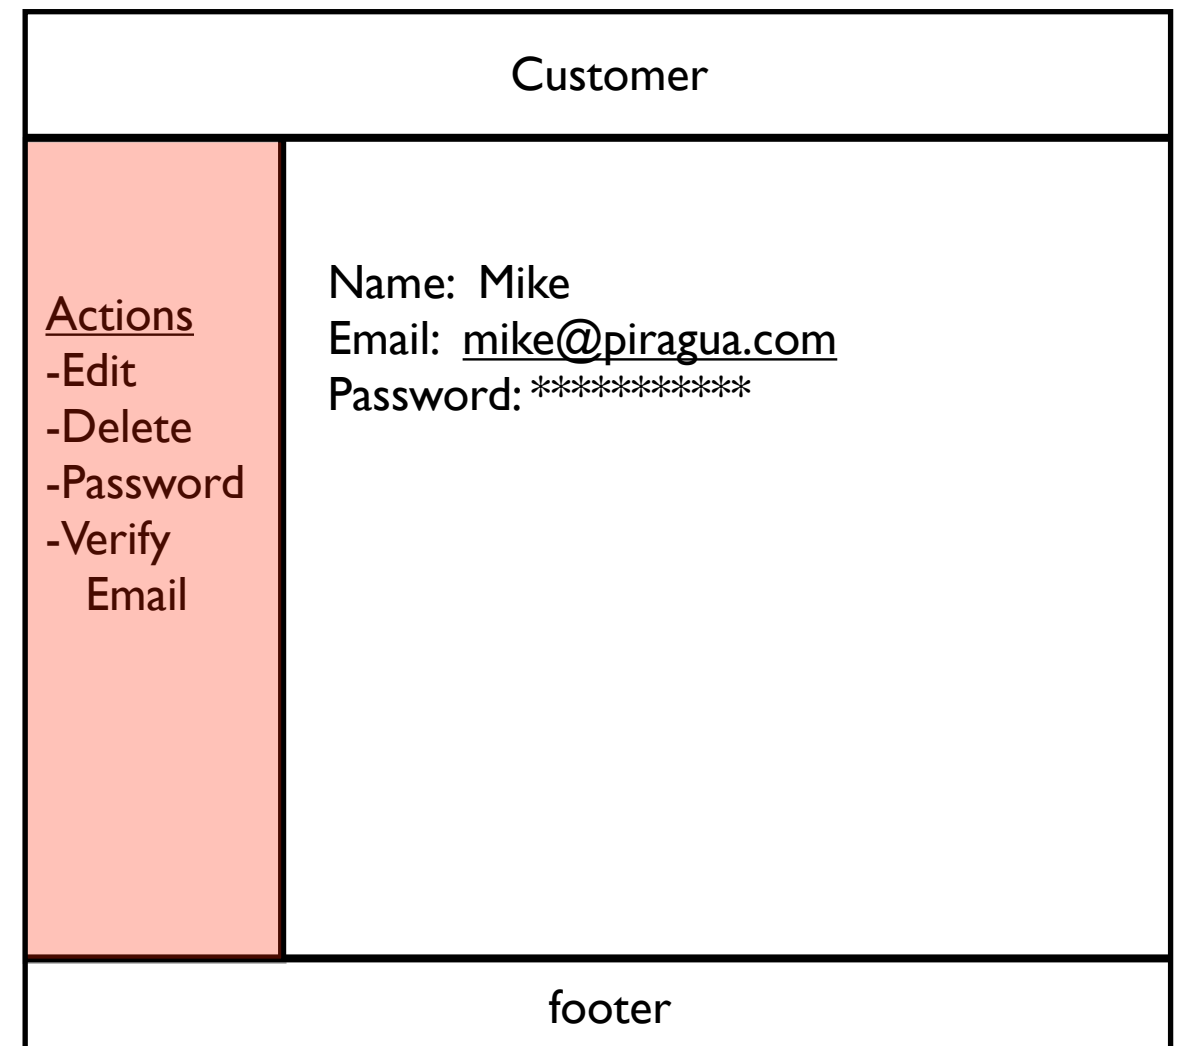 Customer
Actions
-Edit
-Delete
-Password
-Verify
Email
Name: Mike
Email: mike@piragua.com
Password: ***********
footer